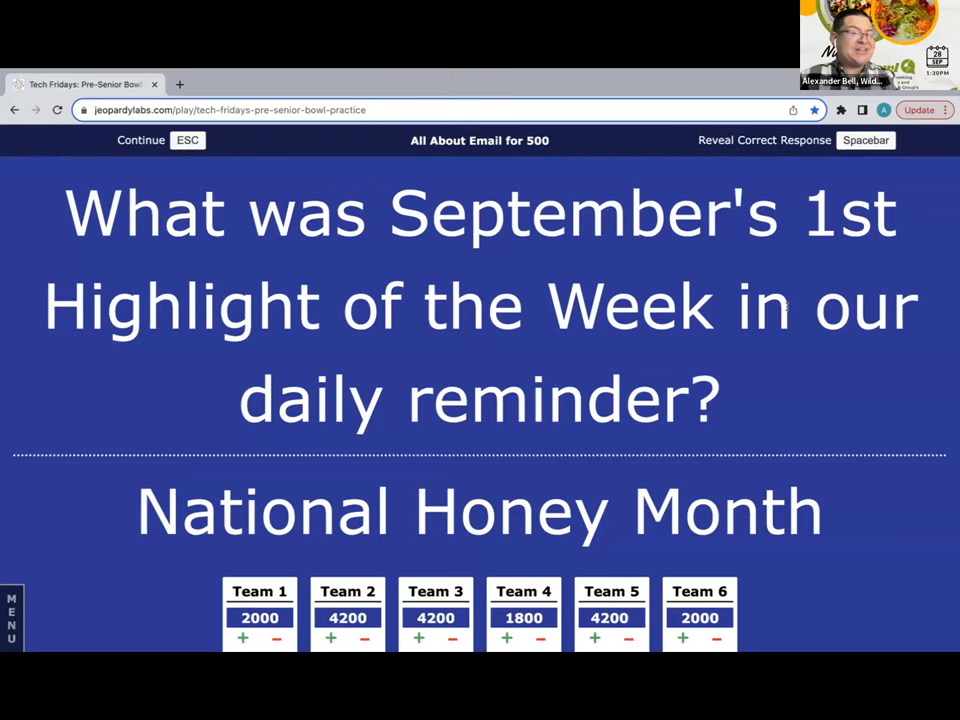 28
SEP
1:30PM
Alexander Bell, Wild...
Tech Fridays: Pre-Senior Bowl
jeopardylabs.com/play/tech-fridays-pre-senior-bowl-practice
A
Update
Continue ESC
All About Email for 500
Reveal Correct Response Spacebar
What was September's 1st
Highlight of the Week in our
daily reminder?
National Honey Month
MENU
Team 1 Team 2 Team 3 Team 4 Team 5 Team 6
2000 4200 4200 1800 4200 2000
+ − + − + − + − + − + −